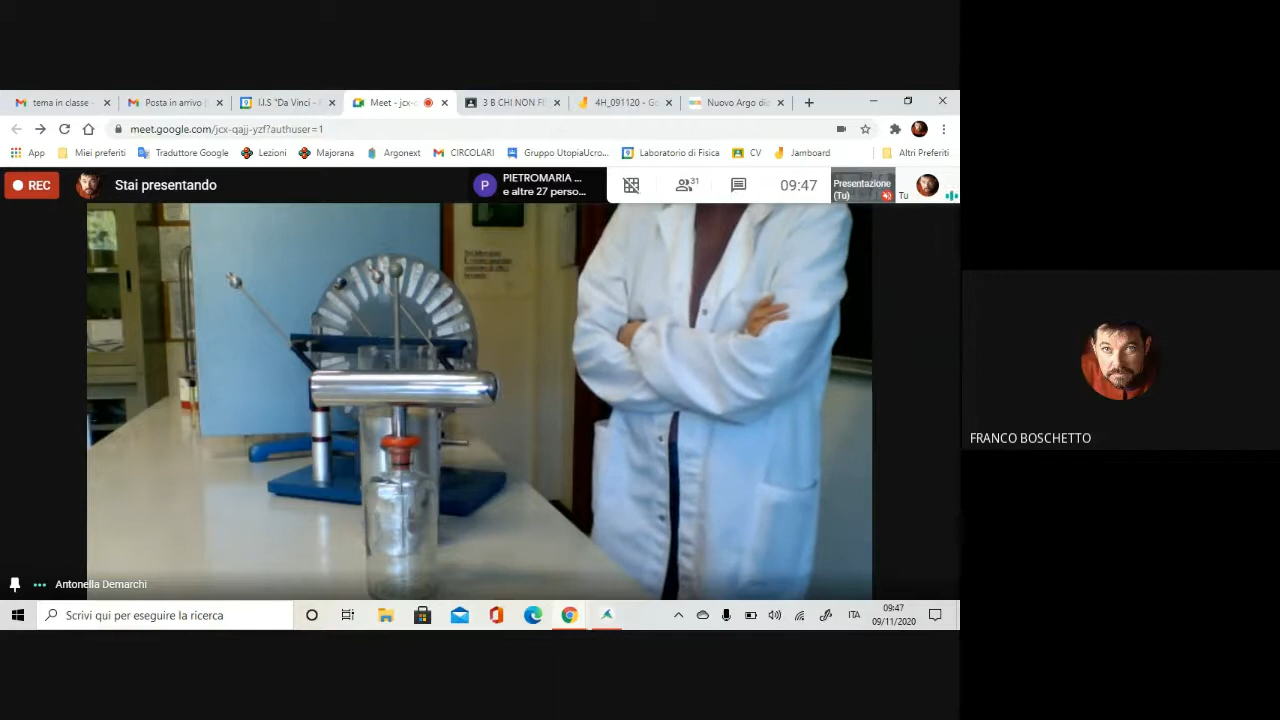 tema in classe -
Posta in arrivo
I.I.S "Da Vinci - A
Meet - jcx-c
3 B CHI NON F
4H_091120 - Go
Nuovo Argo di
meet.google.com/jcx-qajj-yzf?authuser=1
App Miei preferiti Traduttore Google Lezioni Majorana Argonext CIRCOLARI Gruppo UtopiaUcro... Laboratorio di Fisica CV Jamboard Altri Preferiti
REC
Stai presentando
P
PIETROMARIA ...
e altre 27 perso...
31
09:47
Presentazione
(Tu)
Tu
FRANCO BOSCHETTO
Antonella Demarchi
Scrivi qui per eseguire la ricerca
ITA
09:47
09/11/2020